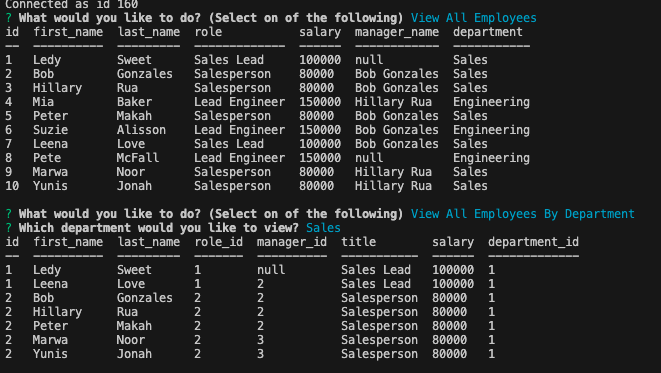 Connected as id 160
? What would you like to do? (Select on of the following) View All Employees
id  first_name  last_name  role           salary  manager_name  department
--  ----------  ---------  -------------  ------  ------------  -----------
1   Ledy        Sweet      Sales Lead     100000  null          Sales
2   Bob         Gonzales   Salesperson    80000   Bob Gonzales  Sales
3   Hillary     Rua        Salesperson    80000   Bob Gonzales  Sales
4   Mia         Baker      Lead Engineer  150000  Hillary Rua   Engineering
5   Peter       Makah      Salesperson    80000   Bob Gonzales  Sales
6   Suzie       Alisson    Lead Engineer  150000  Bob Gonzales  Engineering
7   Leena       Love       Sales Lead     100000  Bob Gonzales  Sales
8   Pete        McFall     Lead Engineer  150000  null          Engineering
9   Marwa       Noor       Salesperson    80000   Hillary Rua   Sales
10  Yunis       Jonah      Salesperson    80000   Hillary Rua   Sales
? What would you like to do? (Select on of the following) View All Employees By Department
? Which department would you like to view? Sales
id  first_name  last_name  role_id  manager_id  title        salary  department_id
--  ----------  ---------  -------  ----------  -----------  ------  -------------
1   Ledy        Sweet      1        null        Sales Lead   100000  1
1   Leena       Love       1        2           Sales Lead   100000  1
2   Bob         Gonzales   2        2           Salesperson  80000   1
2   Hillary     Rua        2        2           Salesperson  80000   1
2   Peter       Makah      2        2           Salesperson  80000   1
2   Marwa       Noor       2        3           Salesperson  80000   1
2   Yunis       Jonah      2        3           Salesperson  80000   1